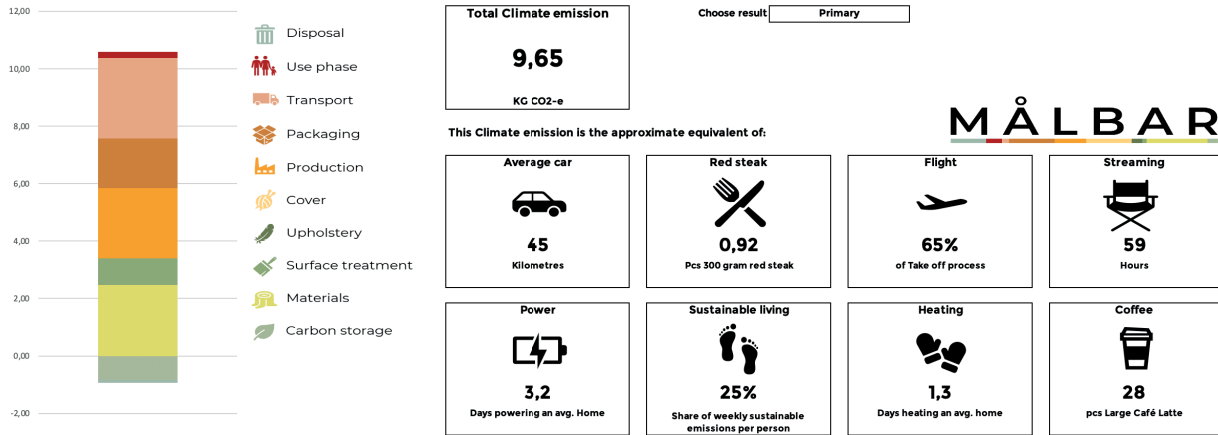 12,00
10,00
8,00
6,00
4,00
2,00
0,00
-2,00
Disposal
Use phase
Transport
Packaging
Production
Cover
Upholstery
Surface treatment
Materials
Carbon storage
Total Climate emission
9,65
KG CO2-e
Choose result
Primary
MÅLBAR
This Climate emission is the approximate equivalent of:
Average car
45
Kilometres
Red steak
0,92
Pcs 300 gram red steak
Flight
65%
of Take off process
Streaming
59
Hours
Power
3,2
Days powering an avg. Home
Sustainable living
25%
Share of weekly sustainable
emissions per person
Heating
1,3
Days heating an avg. home
Coffee
28
pcs Large Café Latte